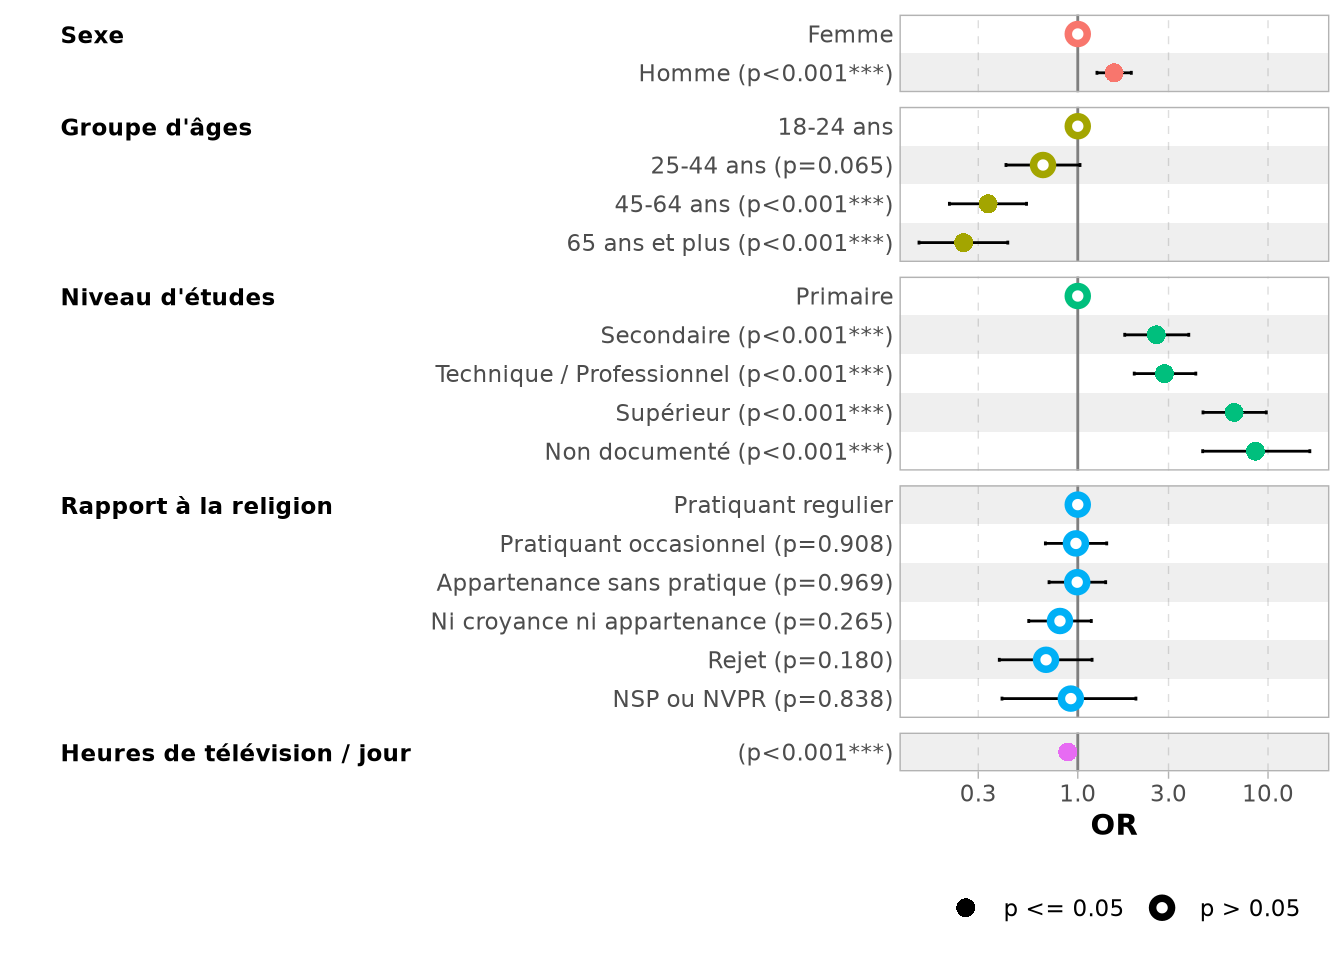 Sexe
Femme
Homme (p<0.001***)
Groupe d'âges
18-24 ans
25-44 ans (p=0.065)
45-64 ans (p<0.001***)
65 ans et plus (p<0.001***)
Niveau d'études
Primaire
Secondaire (p<0.001***)
Technique / Professionnel (p<0.001***)
Supérieur (p<0.001***)
Non documenté (p<0.001***)
Rapport à la religion
Pratiquant regulier
Pratiquant occasionnel (p=0.908)
Appartenance sans pratique (p=0.969)
Ni croyance ni appartenance (p=0.265)
Rejet (p=0.180)
NSP ou NVPR (p=0.838)
Heures de télévision / jour
(p<0.001***)
0.3 1.0 3.0 10.0
OR
p <= 0.05 p > 0.05